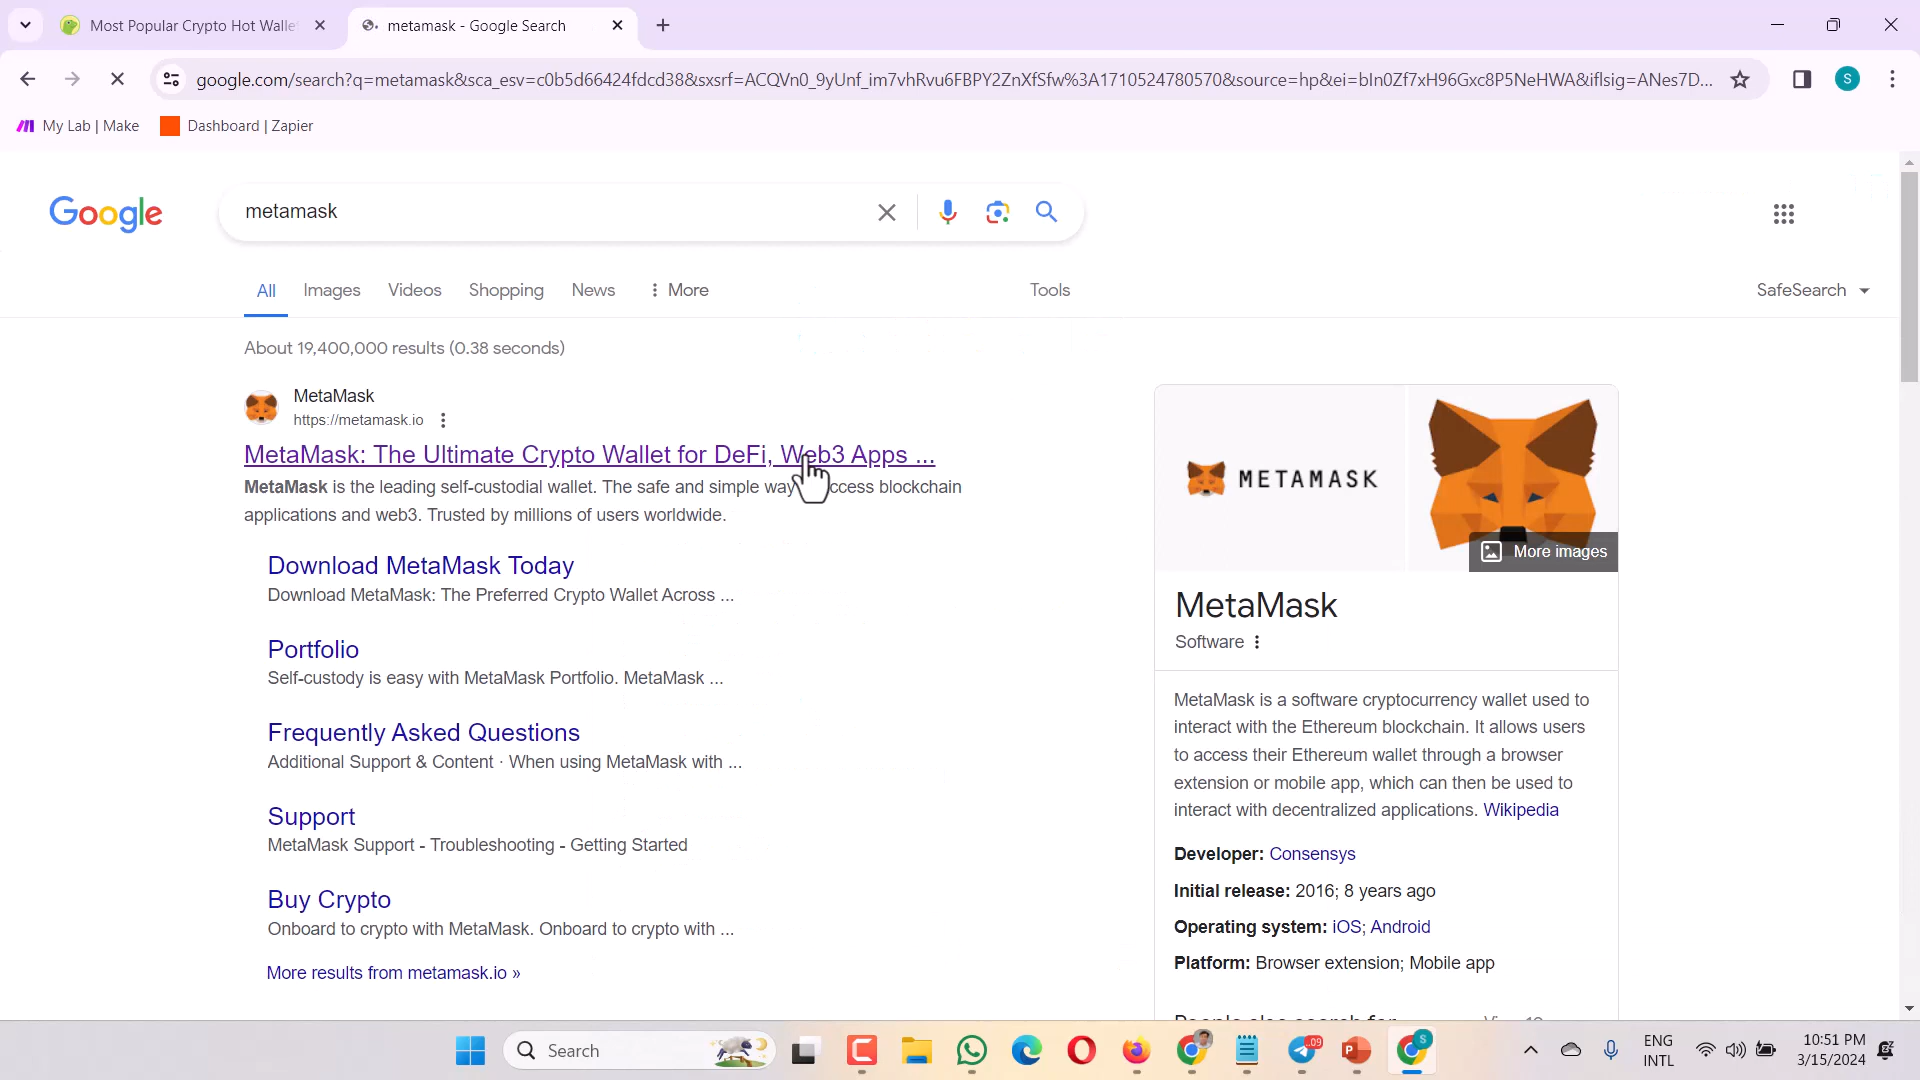 Most Popular Crypto Hot Walle
metamask - Google Search
google.com/search?q=metamask&sca_esv=c0b5d66424fdcd38&sxsrf=ACQVn0_9yUnf_im7vhRvu6FBPY2ZnXfSfw%3A1710524780570&source=hp&ei=bIn0Zf7xH96Gxc8P5NeHWA&iflsig=ANes7D...
S
My Lab | Make
Dashboard | Zapier
Google
metamask
All
Images
Videos
Shopping
News
More
Tools
SafeSearch
About 19,400,000 results (0.38 seconds)
MetaMask
https://metamask.io
MetaMask: The Ultimate Crypto Wallet for DeFi, Web3 Apps ...
MetaMask is the leading self-custodial wallet. The safe and simple way ccess blockchain
applications and web3. Trusted by millions of users worldwide.
Download MetaMask Today
Download MetaMask: The Preferred Crypto Wallet Across ...
Portfolio
Self-custody is easy with MetaMask Portfolio. MetaMask ...
Frequently Asked Questions
Additional Support & Content · When using MetaMask with ...
Support
MetaMask Support - Troubleshooting - Getting Started
Buy Crypto
Onboard to crypto with MetaMask. Onboard to crypto with ...
More results from metamask.io »
METAMASK
More images
MetaMask
Software
MetaMask is a software cryptocurrency wallet used to
interact with the Ethereum blockchain. It allows users
to access their Ethereum wallet through a browser
extension or mobile app, which can then be used to
interact with decentralized applications. Wikipedia
Developer: Consensys
Initial release: 2016; 8 years ago
Operating system: iOS; Android
Platform: Browser extension; Mobile app
People also search for
Search
.09
S
ENG
INTL
10:51 PM
3/15/2024